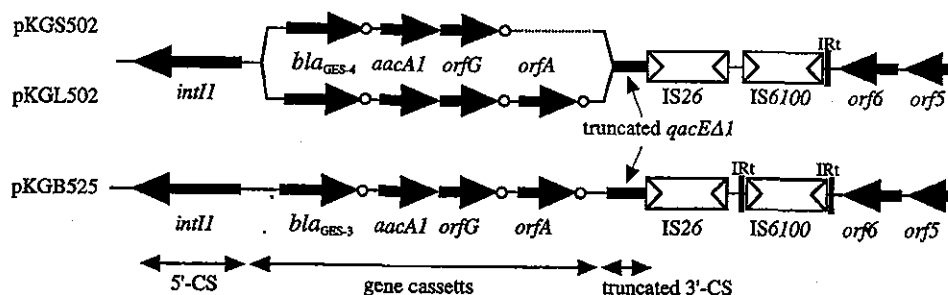 pKGS502
blaGES-4 aacA1 orfG orfA
IRt
intI1
IS26 IS6100 orf6 orf5
pKGL502
truncated qacEΔ1
pKGB525
IRt IRt
intI1 blaGES-3 aacA1 orfG orfA IS26 IS6100 orf6 orf5
5'-CS gene cassetts truncated 3'-CS